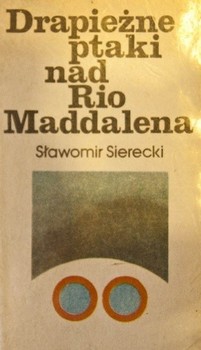 Drapieżne
ptaki
nad
Rio
Maddalena
Sławomir Sierecki